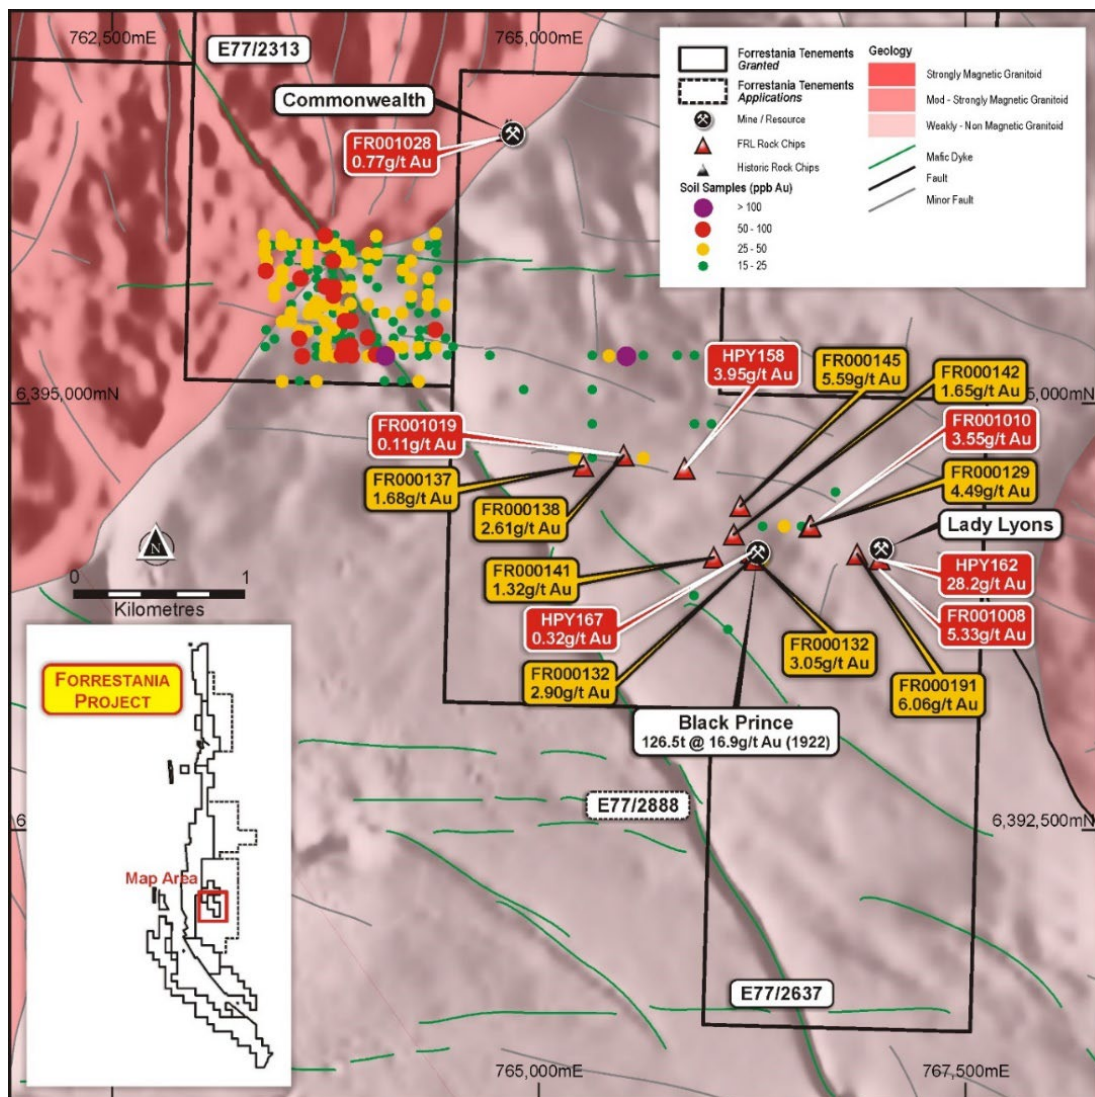 762,500mE
765,000mE
E77/2313
Commonwealth
FR001028
0.77g/t Au
Forrestania Tenements
Granted
Forrestania Tenements
Applications
Mine / Resource
FRL Rock Chips
Historic Rock Chips
Soil Samples (ppb Au)
> 100
50 - 100
25 - 50
15 - 25
Geology
Strongly Magnetic Granitoid
Mod - Strongly Magnetic Granitoid
Weakly - Non Magnetic Granitoid
Mafic Dyke
Fault
Minor Fault
6,395,000mN
5,000mN
HPY158
3.95g/t Au
FR000145
5.59g/t Au
FR000142
1.65g/t Au
FR001019
0.11g/t Au
FR001010
3.55g/t Au
FR000137
1.68g/t Au
FR000138
2.61g/t Au
FR000129
4.49g/t Au
Lady Lyons
N
0 1
Kilometres
FR000141
1.32g/t Au
HPY162
28.2g/t Au
HPY167
0.32g/t Au
FR001008
5.33g/t Au
FR000132
2.90g/t Au
FR000132
3.05g/t Au
FR000191
6.06g/t Au
Black Prince
126.5t @ 16.9g/t Au (1922)
FORRESTANIA
PROJECT
Map Area
E77/2888
6
6,392,500mN
E77/2637
765,000mE
767,500mE